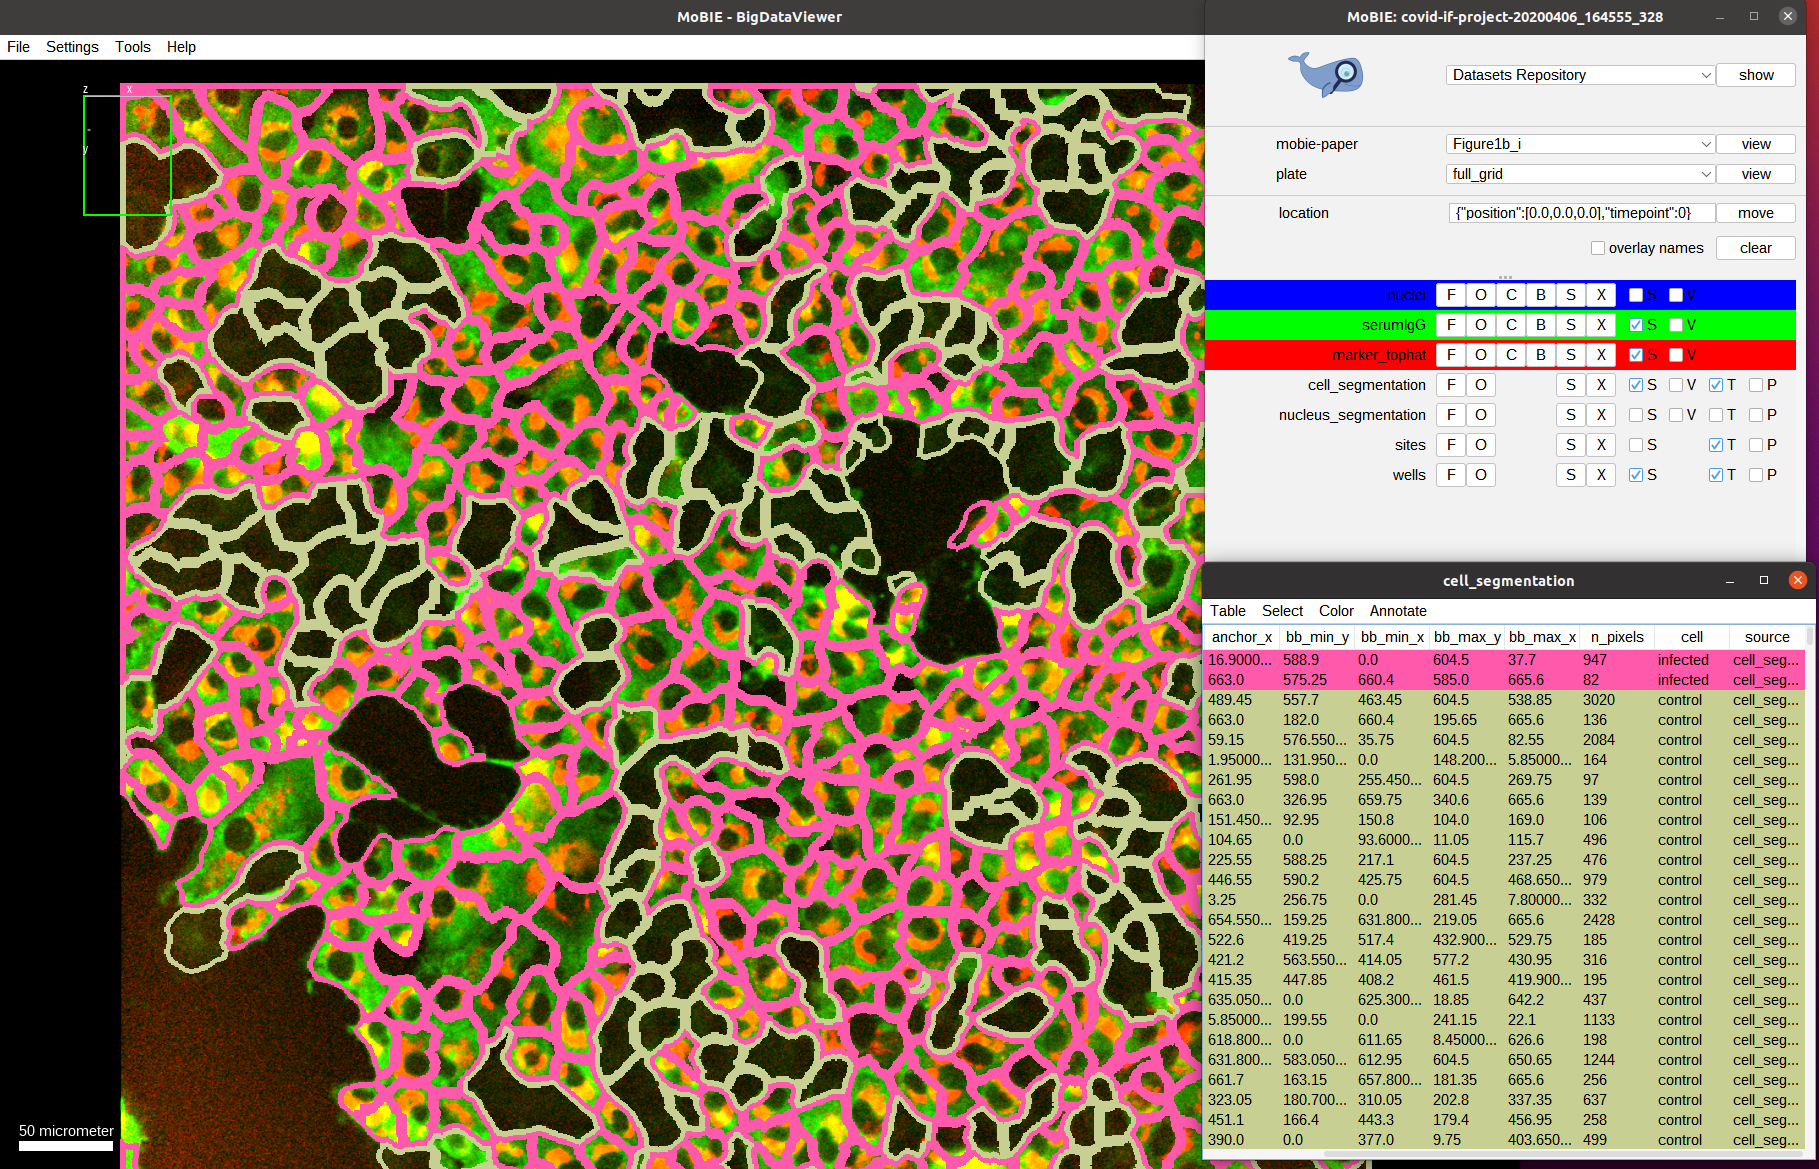 MoBIE - BigDataViewer
File Settings Tools Help
z x
y
50 micrometer
MoBIE: covid-if-project-20200406_164555_328
Datasets Repository show
mobie-paper Figure1b_i view
plate full_grid view
location {"position":[0.0,0.0,0.0],"timepoint":0} move
overlay names clear
nuclei F O C B S X S V
serumIgG F O C B S X S V
marker_tophat F O C B S X S V
cell_segmentation F O S X S V T P
nucleus_segmentation F O S X S V T P
sites F O S X S T P
wells F O S X S T P
cell_segmentation
Table Select Color Annotate
anchor_x bb_min_y bb_min_x bb_max_y bb_max_x n_pixels cell source
16.9000... 588.9 0.0 604.5 37.7 947 infected cell_seg...
663.0 575.25 660.4 585.0 665.6 82 infected cell_seg...
489.45 557.7 463.45 604.5 538.85 3020 control cell_seg...
663.0 182.0 660.4 195.65 665.6 136 control cell_seg...
59.15 576.550... 35.75 604.5 82.55 2084 control cell_seg...
1.95000... 131.950... 0.0 148.200... 5.85000... 164 control cell_seg...
261.95 598.0 255.450... 604.5 269.75 97 control cell_seg...
663.0 326.95 659.75 340.6 665.6 139 control cell_seg...
151.450... 92.95 150.8 104.0 169.0 106 control cell_seg...
104.65 0.0 93.6000... 11.05 115.7 496 control cell_seg...
225.55 588.25 217.1 604.5 237.25 476 control cell_seg...
446.55 590.2 425.75 604.5 468.650... 979 control cell_seg...
3.25 256.75 0.0 281.45 7.80000... 332 control cell_seg...
654.550... 159.25 631.800... 219.05 665.6 2428 control cell_seg...
522.6 419.25 517.4 432.900... 529.75 185 control cell_seg...
421.2 563.550... 414.05 577.2 430.95 316 control cell_seg...
415.35 447.85 408.2 461.5 419.900... 195 control cell_seg...
635.050... 0.0 625.300... 18.85 642.2 437 control cell_seg...
5.85000... 199.55 0.0 241.15 22.1 1133 control cell_seg...
618.800... 0.0 611.65 8.45000... 626.6 198 control cell_seg...
631.800... 583.050... 612.95 604.5 650.65 1244 control cell_seg...
661.7 163.15 657.800... 181.35 665.6 256 control cell_seg...
323.05 180.700... 310.05 202.8 337.35 637 control cell_seg...
451.1 166.4 443.3 179.4 456.95 258 control cell_seg...
390.0 0.0 377.0 9.75 403.650... 499 control cell_seg...